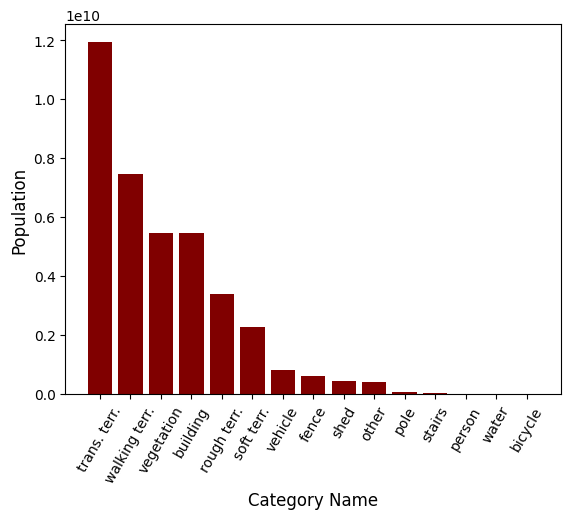 1e10
1.2
1.0
0.8
0.6
0.4
0.2
0.0
Population
trans. terr.
walking terr.
vegetation
building
rough terr.
soft terr.
vehicle
fence
shed
other
pole
stairs
person
water
bicycle
Category Name